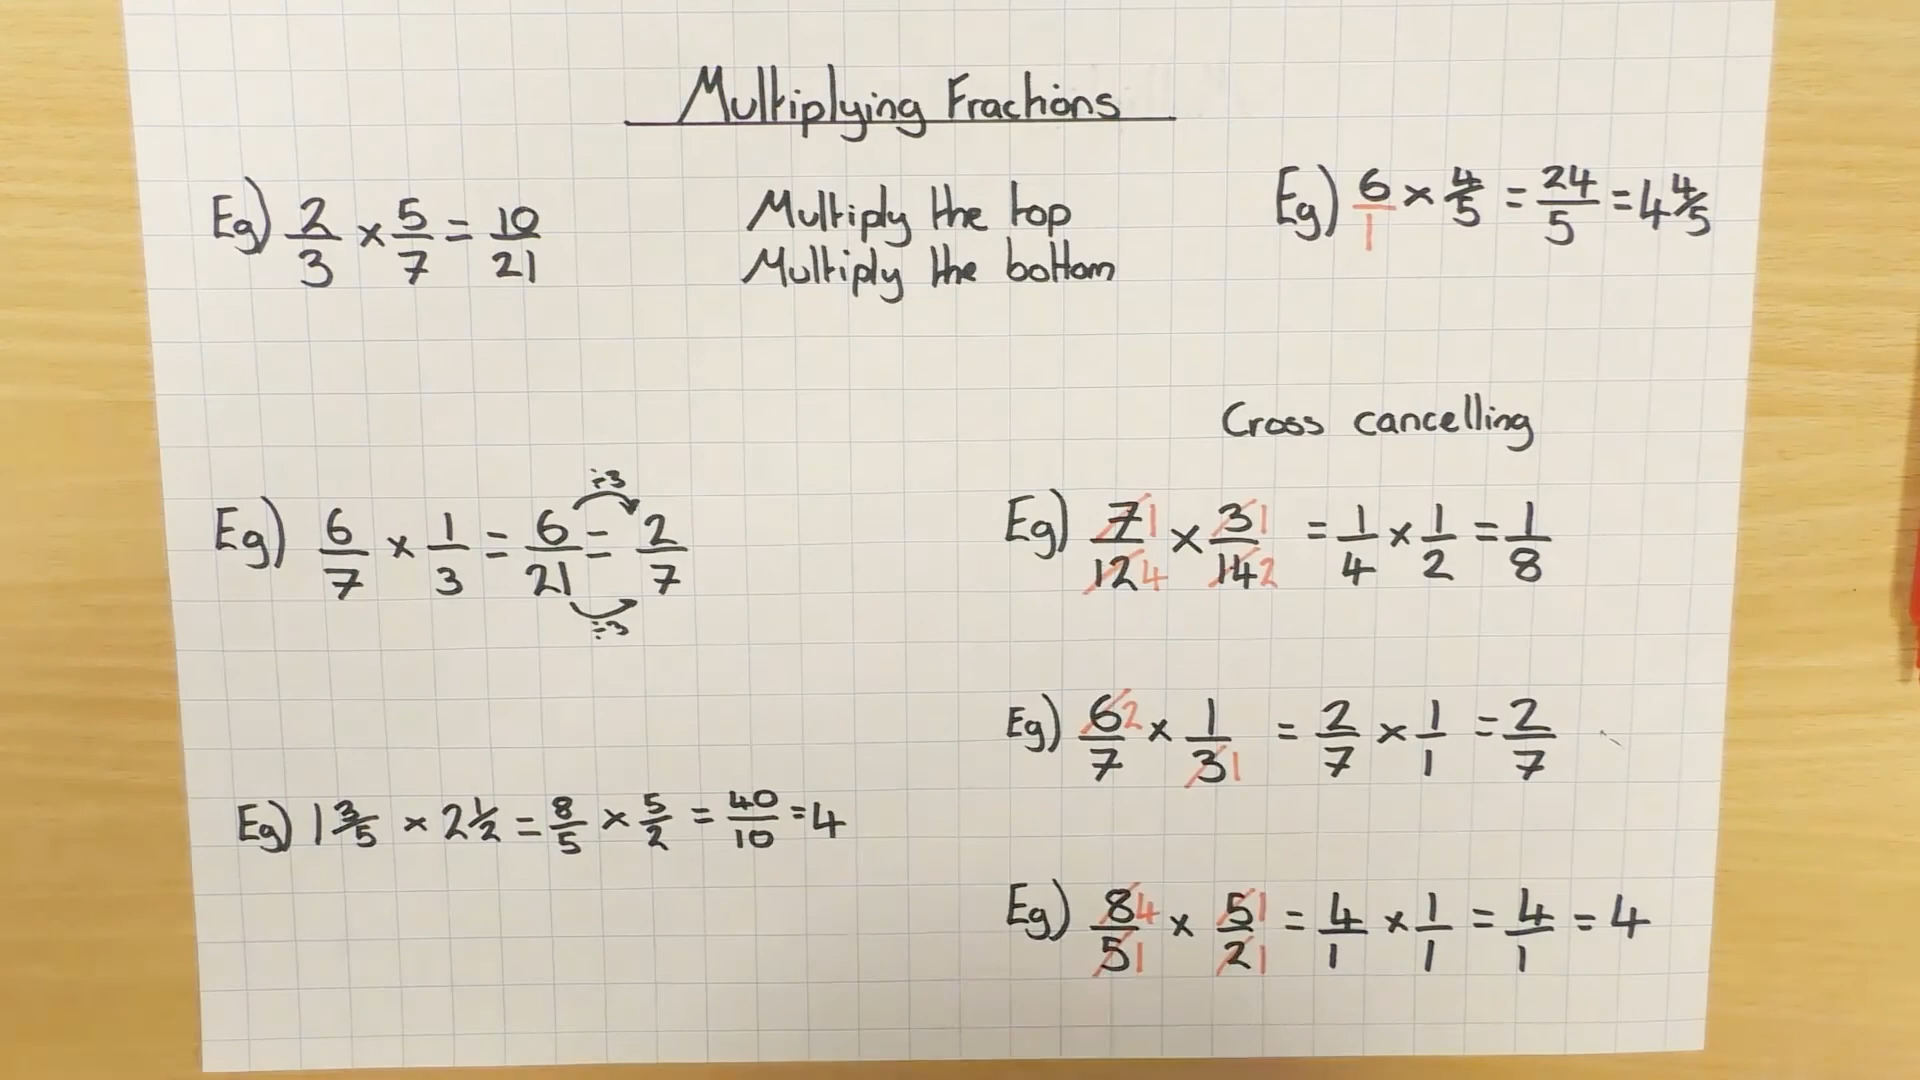 Multiplying Fractions
Eg) 2/3 × 5/7 = 10/21
Multiply the top
Multiply the bottom
Eg) 6/1 × 4/5 = 24/5 = 4 4/5
Cross cancelling
Eg) 6/7 × 1/3 = 6/21 = 2/7
÷3
÷3
Eg) 7 1/12 4 × 3 1/14 2 = 1/4 × 1/2 = 1/8
Eg) 6 2/7 × 1/3 1 = 2/7 × 1/1 = 2/7
Eg) 1 3/5 × 2 1/2 = 8/5 × 5/2 = 40/10 = 4
Eg) 8 4/5 1 × 5 1/2 1 = 4/1 × 1/1 = 4/1 = 4